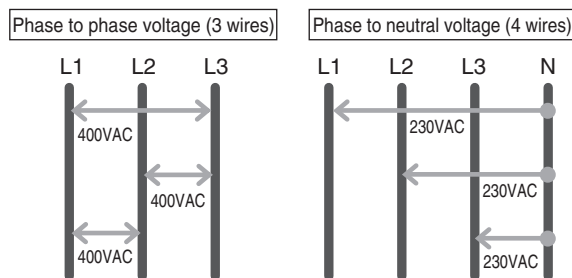 Phase to phase voltage (3 wires)
L1 L2 L3
400VAC
400VAC
400VAC
Phase to neutral voltage (4 wires)
L1 L2 L3 N
230VAC
230VAC
230VAC